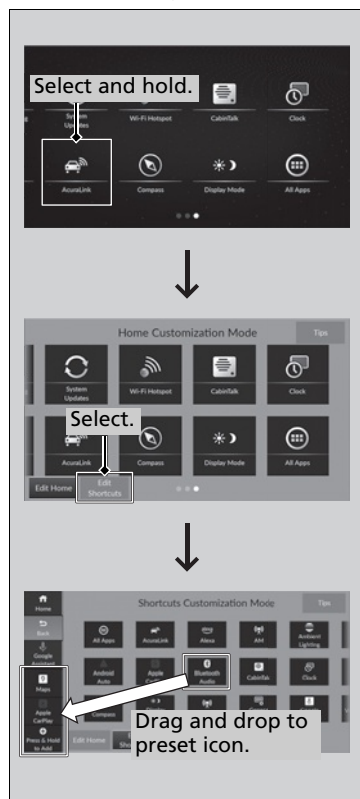 Select and hold.
System Updates
Wi-Fi Hotspot
CabinTalk
Clock
AcuraLink
Compass
Display Mode
All Apps
Home Customization Mode
Tips
System Updates
Wi-Fi Hotspot
CabinTalk
Clock
Select.
AcuraLink
Compass
Display Mode
All Apps
Edit Home
Edit Shortcuts
Home
Shortcuts Customization Mode
Tips
Back
Google Assistant
All Apps
AcuraLink
Alexa
AM
Ambient Lighting
Maps
Android Auto
Apple
Bluetooth Audio
CabinTalk
Clock
Apple CarPlay
Compass
Press & Hold to Add
Edit Home
Drag and drop to
preset icon.